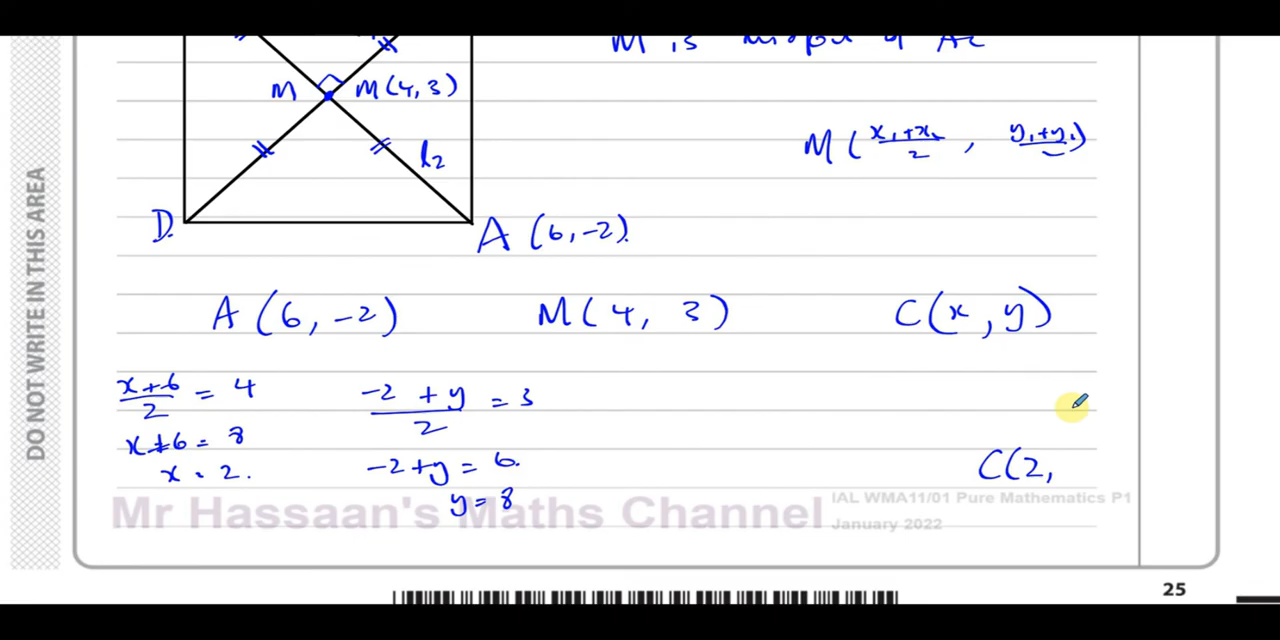 M is midpt of AC
M M(4,3)
M(x₁+x₂/2, y₁+y₁/2)
l₂
D. A (6,-2).
A (6,-2) M(4, 3) C(x, y)
x+6/2 = 4 -2 + y/2 = 3
x+6 = 8
x = 2. -2+y = 6. C(2,
y = 8
Mr Hassaan's Maths Channel
IAL WMA11/01 Pure Mathematics P1
January 2022
25
DO NOT WRITE IN THIS AREA